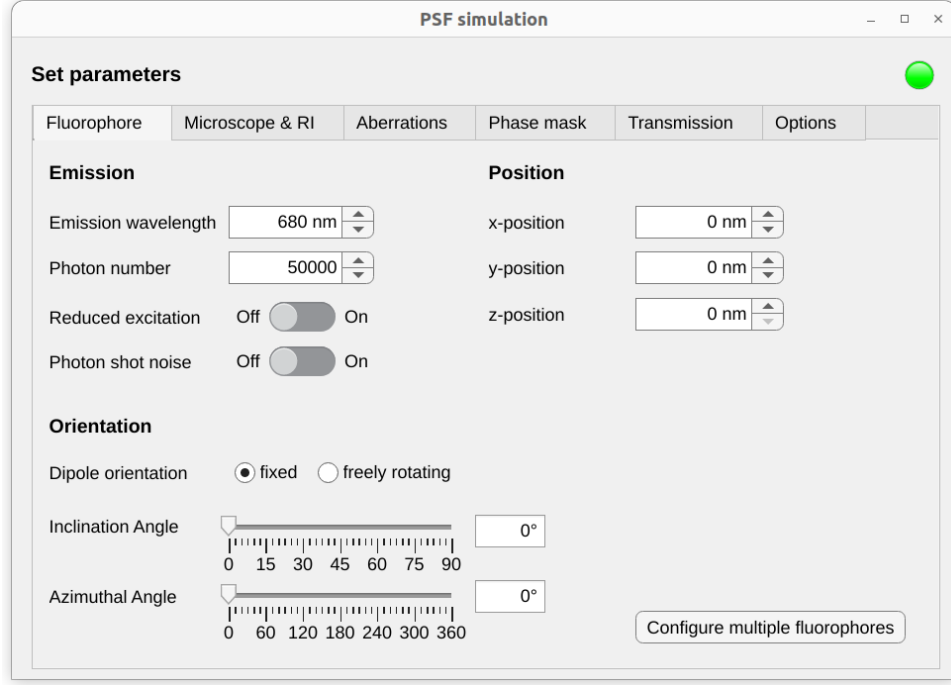 PSF simulation
Set parameters
Fluorophore Microscope & RI Aberrations Phase mask Transmission Options
Emission
Emission wavelength 680 nm
Photon number 50000
Reduced excitation Off On
Photon shot noise Off On
Position
x-position 0 nm
y-position 0 nm
z-position 0 nm
Orientation
Dipole orientation fixed freely rotating
Inclination Angle 0°
0 15 30 45 60 75 90
Azimuthal Angle 0°
0 60 120 180 240 300 360
Configure multiple fluorophores